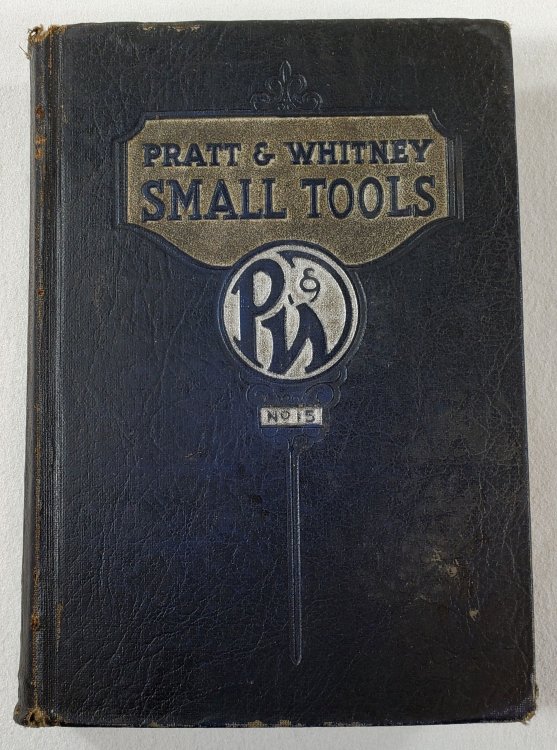 PRATT & WHITNEY
SMALL TOOLS
P & W
No 15